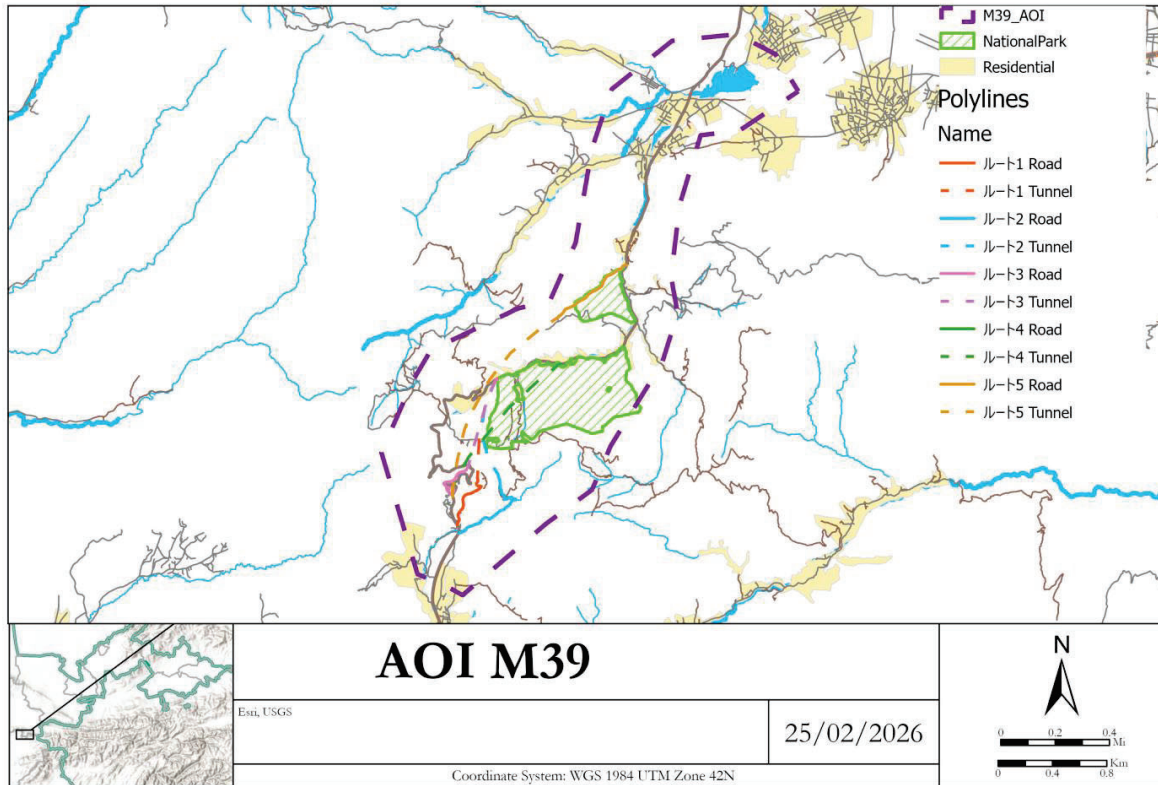 M39_AOI
NationalPark
Residential
Polylines
Name
ルート1 Road
ルート1 Tunnel
ルート2 Road
ルート2 Tunnel
ルート3 Road
ルート3 Tunnel
ルート4 Road
ルート4 Tunnel
ルート5 Road
ルート5 Tunnel
AOI M39
Esri, USGS
25/02/2026
Coordinate System: WGS 1984 UTM Zone 42N
N
0 0.2 0.4
Mi
Km
0 0.4 0.8